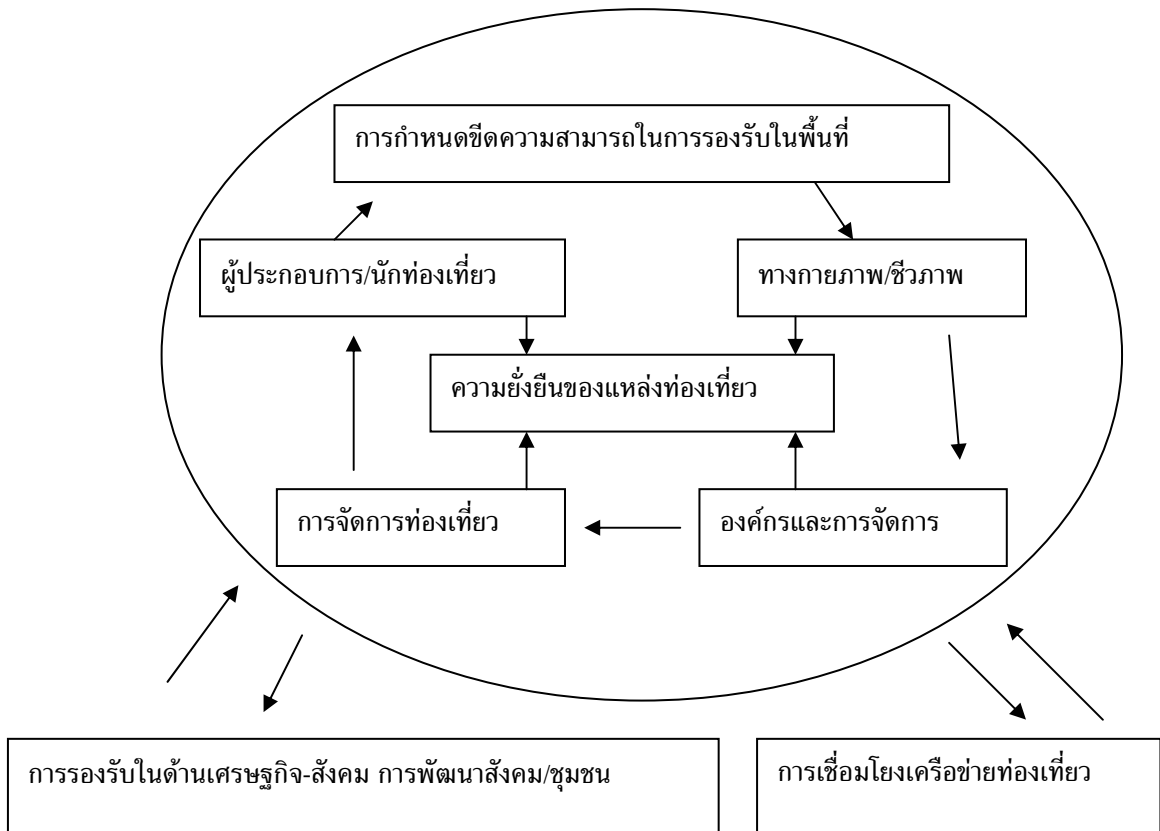 การกำหนดขีดความสามารถในการรองรับในพื้นที่
ผู้ประกอบการ/นักท่องเที่ยว
ทางกายภาพ/ชีวภาพ
ความยั่งยืนของแหล่งท่องเที่ยว
การจัดการท่องเที่ยว
องค์กรและการจัดการ
การรองรับในด้านเศรษฐกิจ-สังคม การพัฒนาสังคม/ชุมชน
การเชื่อมโยงเครือข่ายท่องเที่ยว